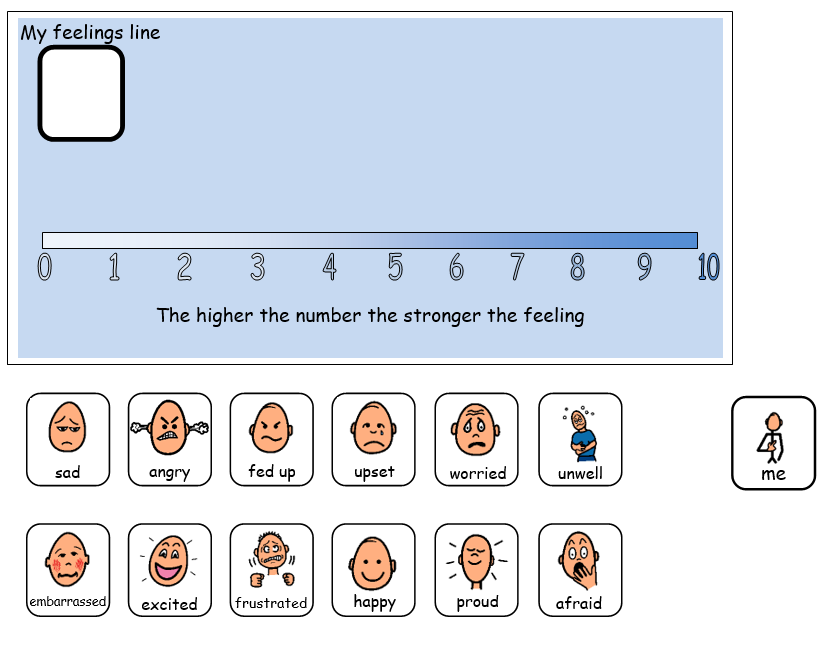 My feelings line
0 1 2 3 4 5 6 7 8 9 10
The higher the number the stronger the feeling
sad angry fed up upset worried unwell me
embarrassed excited frustrated happy proud afraid